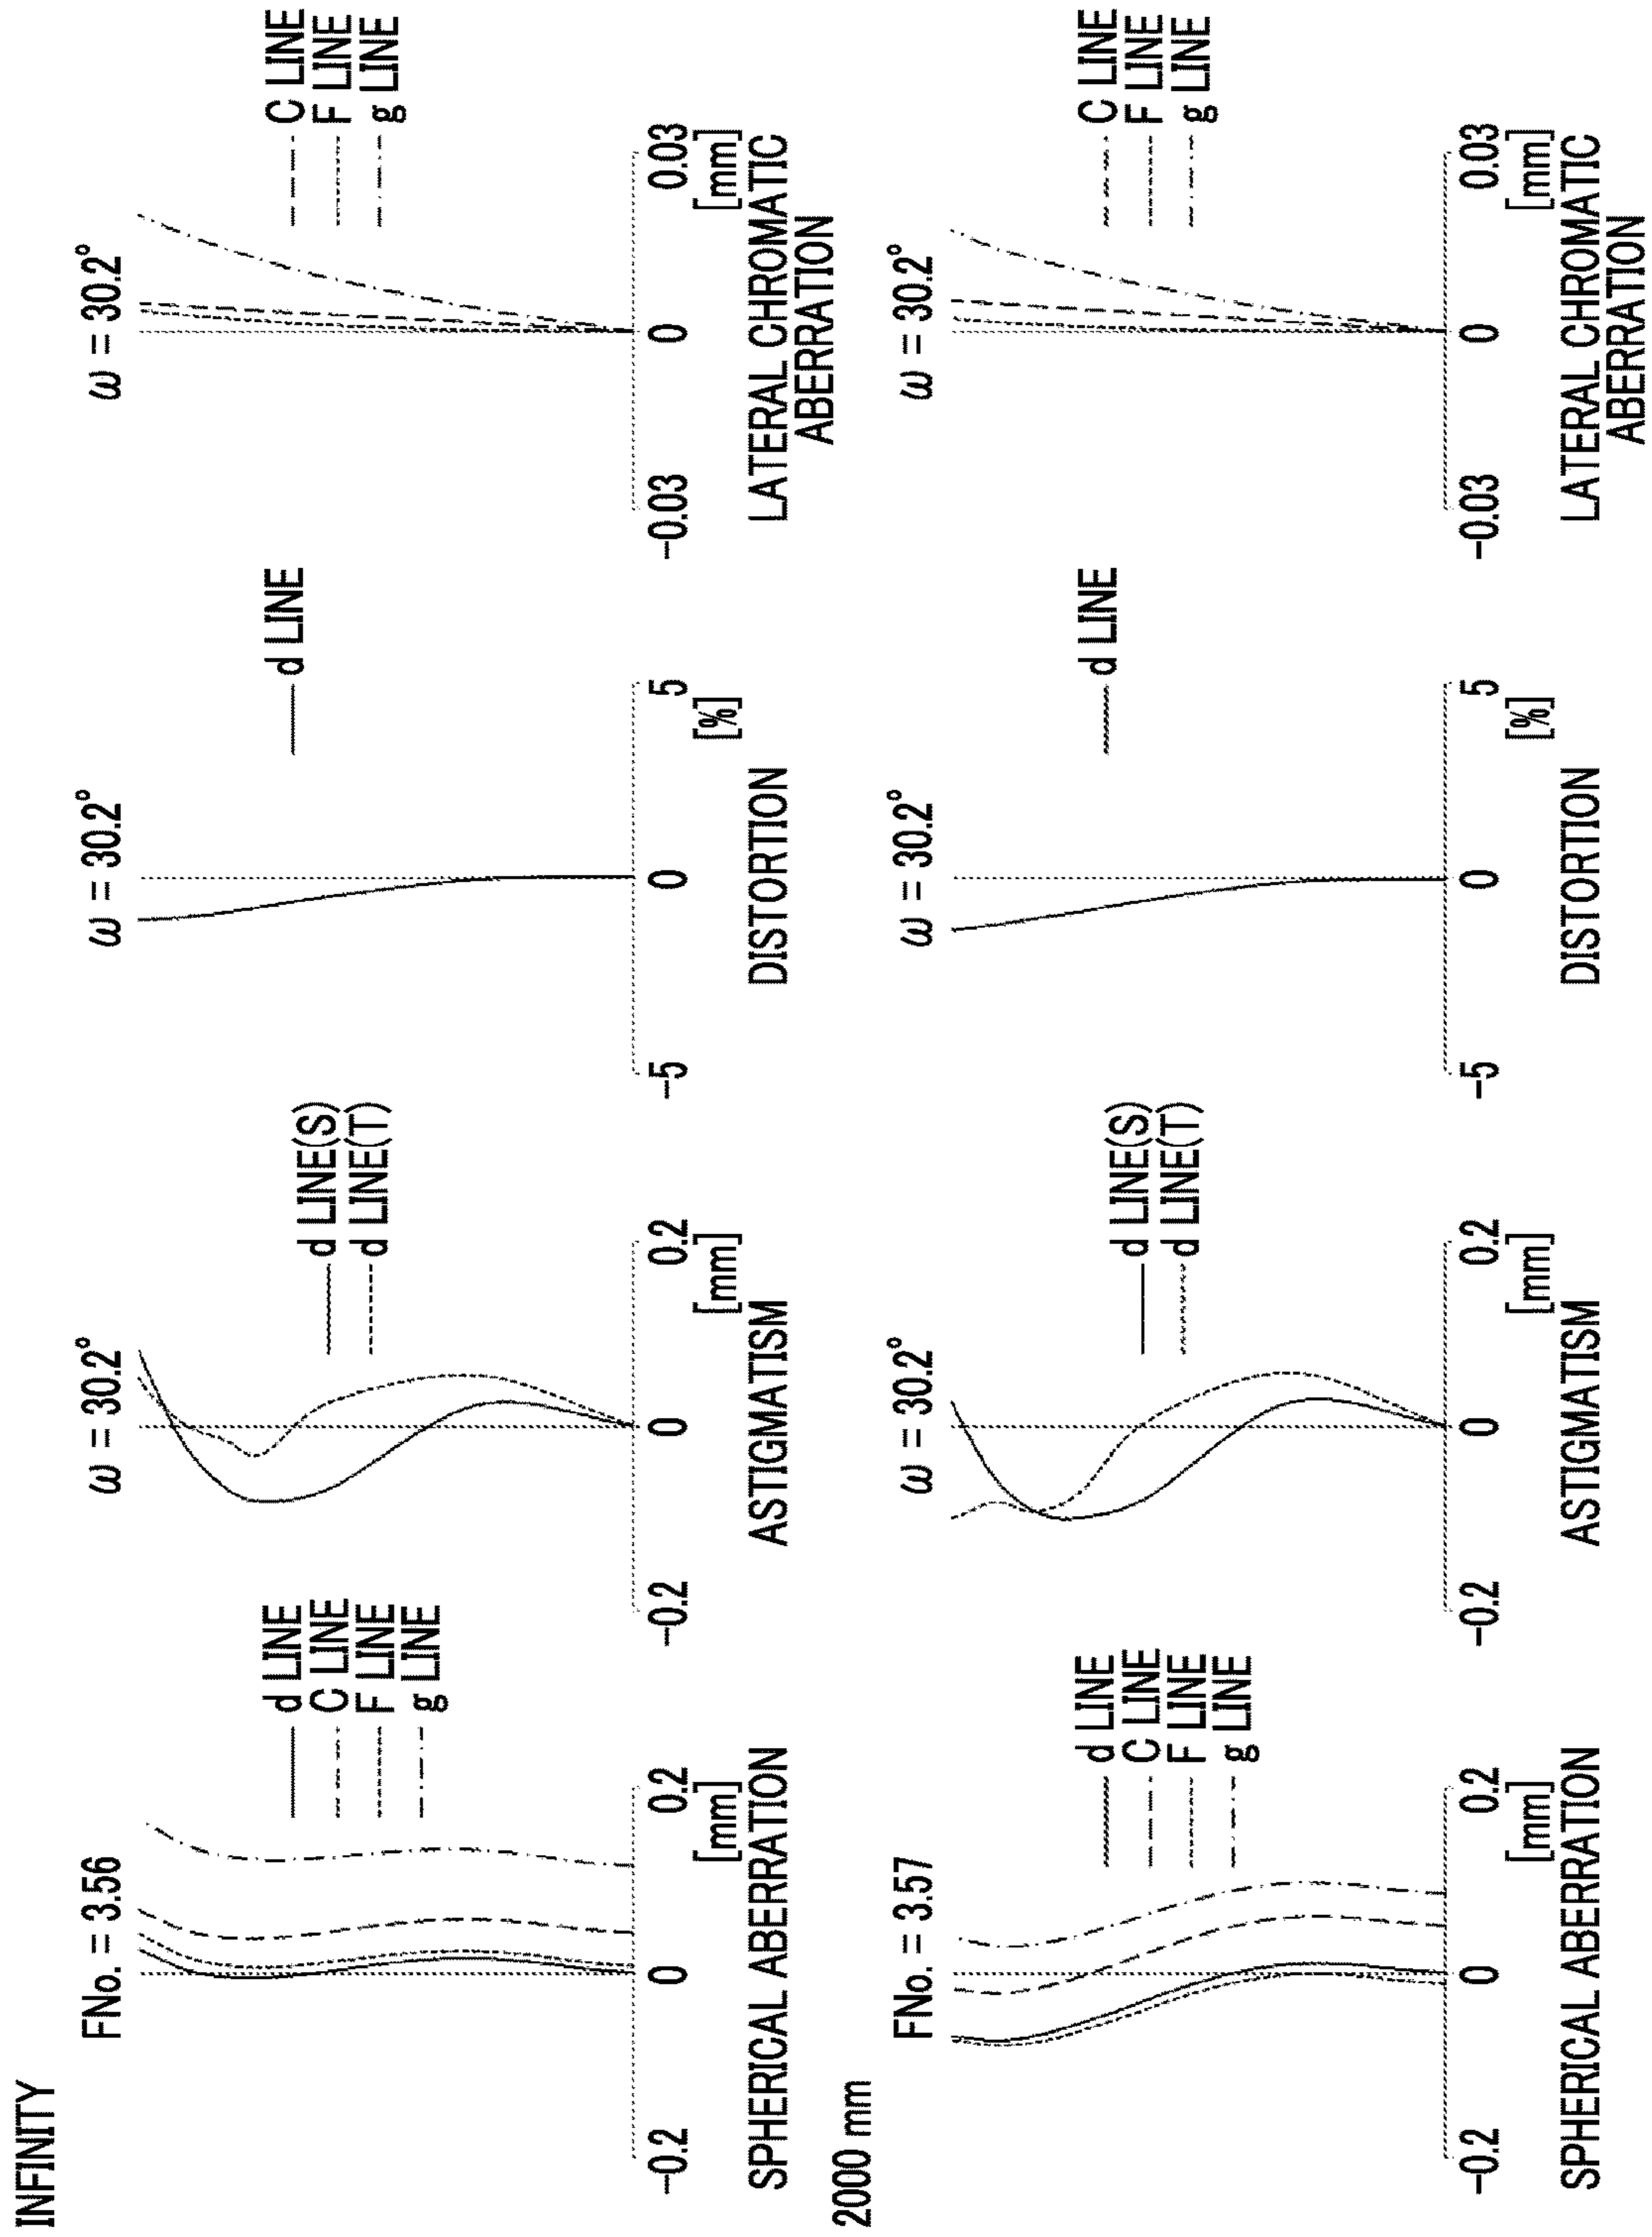 INFINITY
FNo. = 3.56
d LINE
C LINE
F LINE
g LINE
−0.2
0
0.2
[mm]
SPHERICAL ABERRATION
ω = 30.2°
d LINE(S)
d LINE(T)
−0.2
0
0.2
[mm]
ASTIGMATISM
ω = 30.2°
d LINE
−5
0
5
[%]
DISTORTION
ω = 30.2°
C LINE
F LINE
g LINE
−0.03
0
0.03
[mm]
LATERAL CHROMATIC
ABERRATION
2000 mm
FNo. = 3.57
d LINE
C LINE
F LINE
g LINE
−0.2
0
0.2
[mm]
SPHERICAL ABERRATION
ω = 30.2°
d LINE(S)
d LINE(T)
−0.2
0
0.2
[mm]
ASTIGMATISM
ω = 30.2°
d LINE
−5
0
5
[%]
DISTORTION
ω = 30.2°
C LINE
F LINE
g LINE
−0.03
0
0.03
[mm]
LATERAL CHROMATIC
ABERRATION